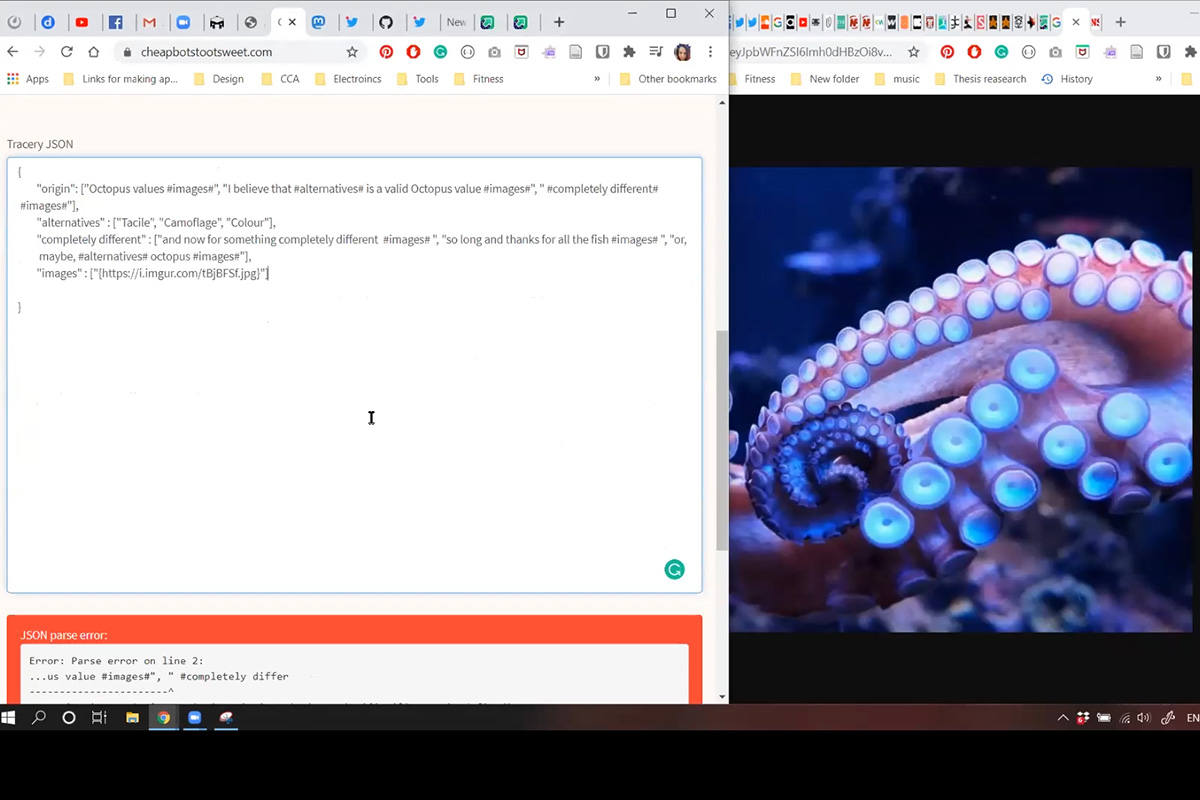 New
cheapbotstootsweet.com
eyJpbWFnZSI6Imh0dHBzOi8v...
Apps
Links for making ap...
Design
CCA
Electroincs
Tools
Fitness
»
Other bookmarks
Fitness
New folder
music
Thesis reasearch
History
»
Tracery JSON
{
"origin": ["Octopus values #images#", "I believe that #alternatives# is a valid Octopus value #images#", " #completely different#
#images#"],
"alternatives" : ["Tacile", "Camoflage", "Colour"],
"completely different" : ["and now for something completely different  #images# ", "so long and thanks for all the fish #images# ", "or,
maybe, #alternatives# octopus #images#"],
"images" : ["{https://i.imgur.com/tBjBFSf.jpg}"]
}
JSON parse error:
Error: Parse error on line 2:
...us value #images#", " #completely differ
-----------------------^
EN